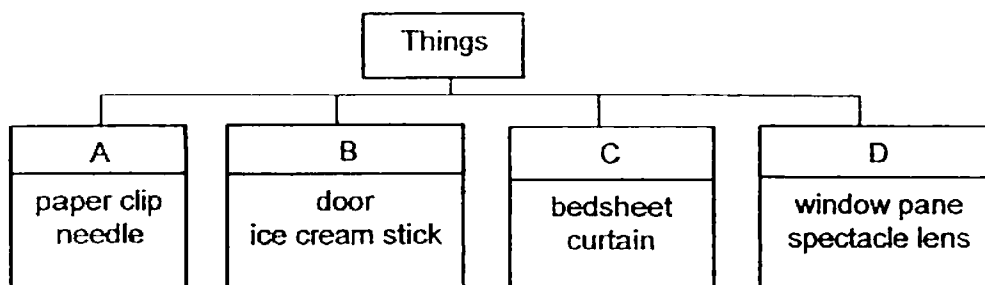 Things
A
paper clip
needle
B
door
ice cream stick
C
bedsheet
curtain
D
window pane
spectacle lens